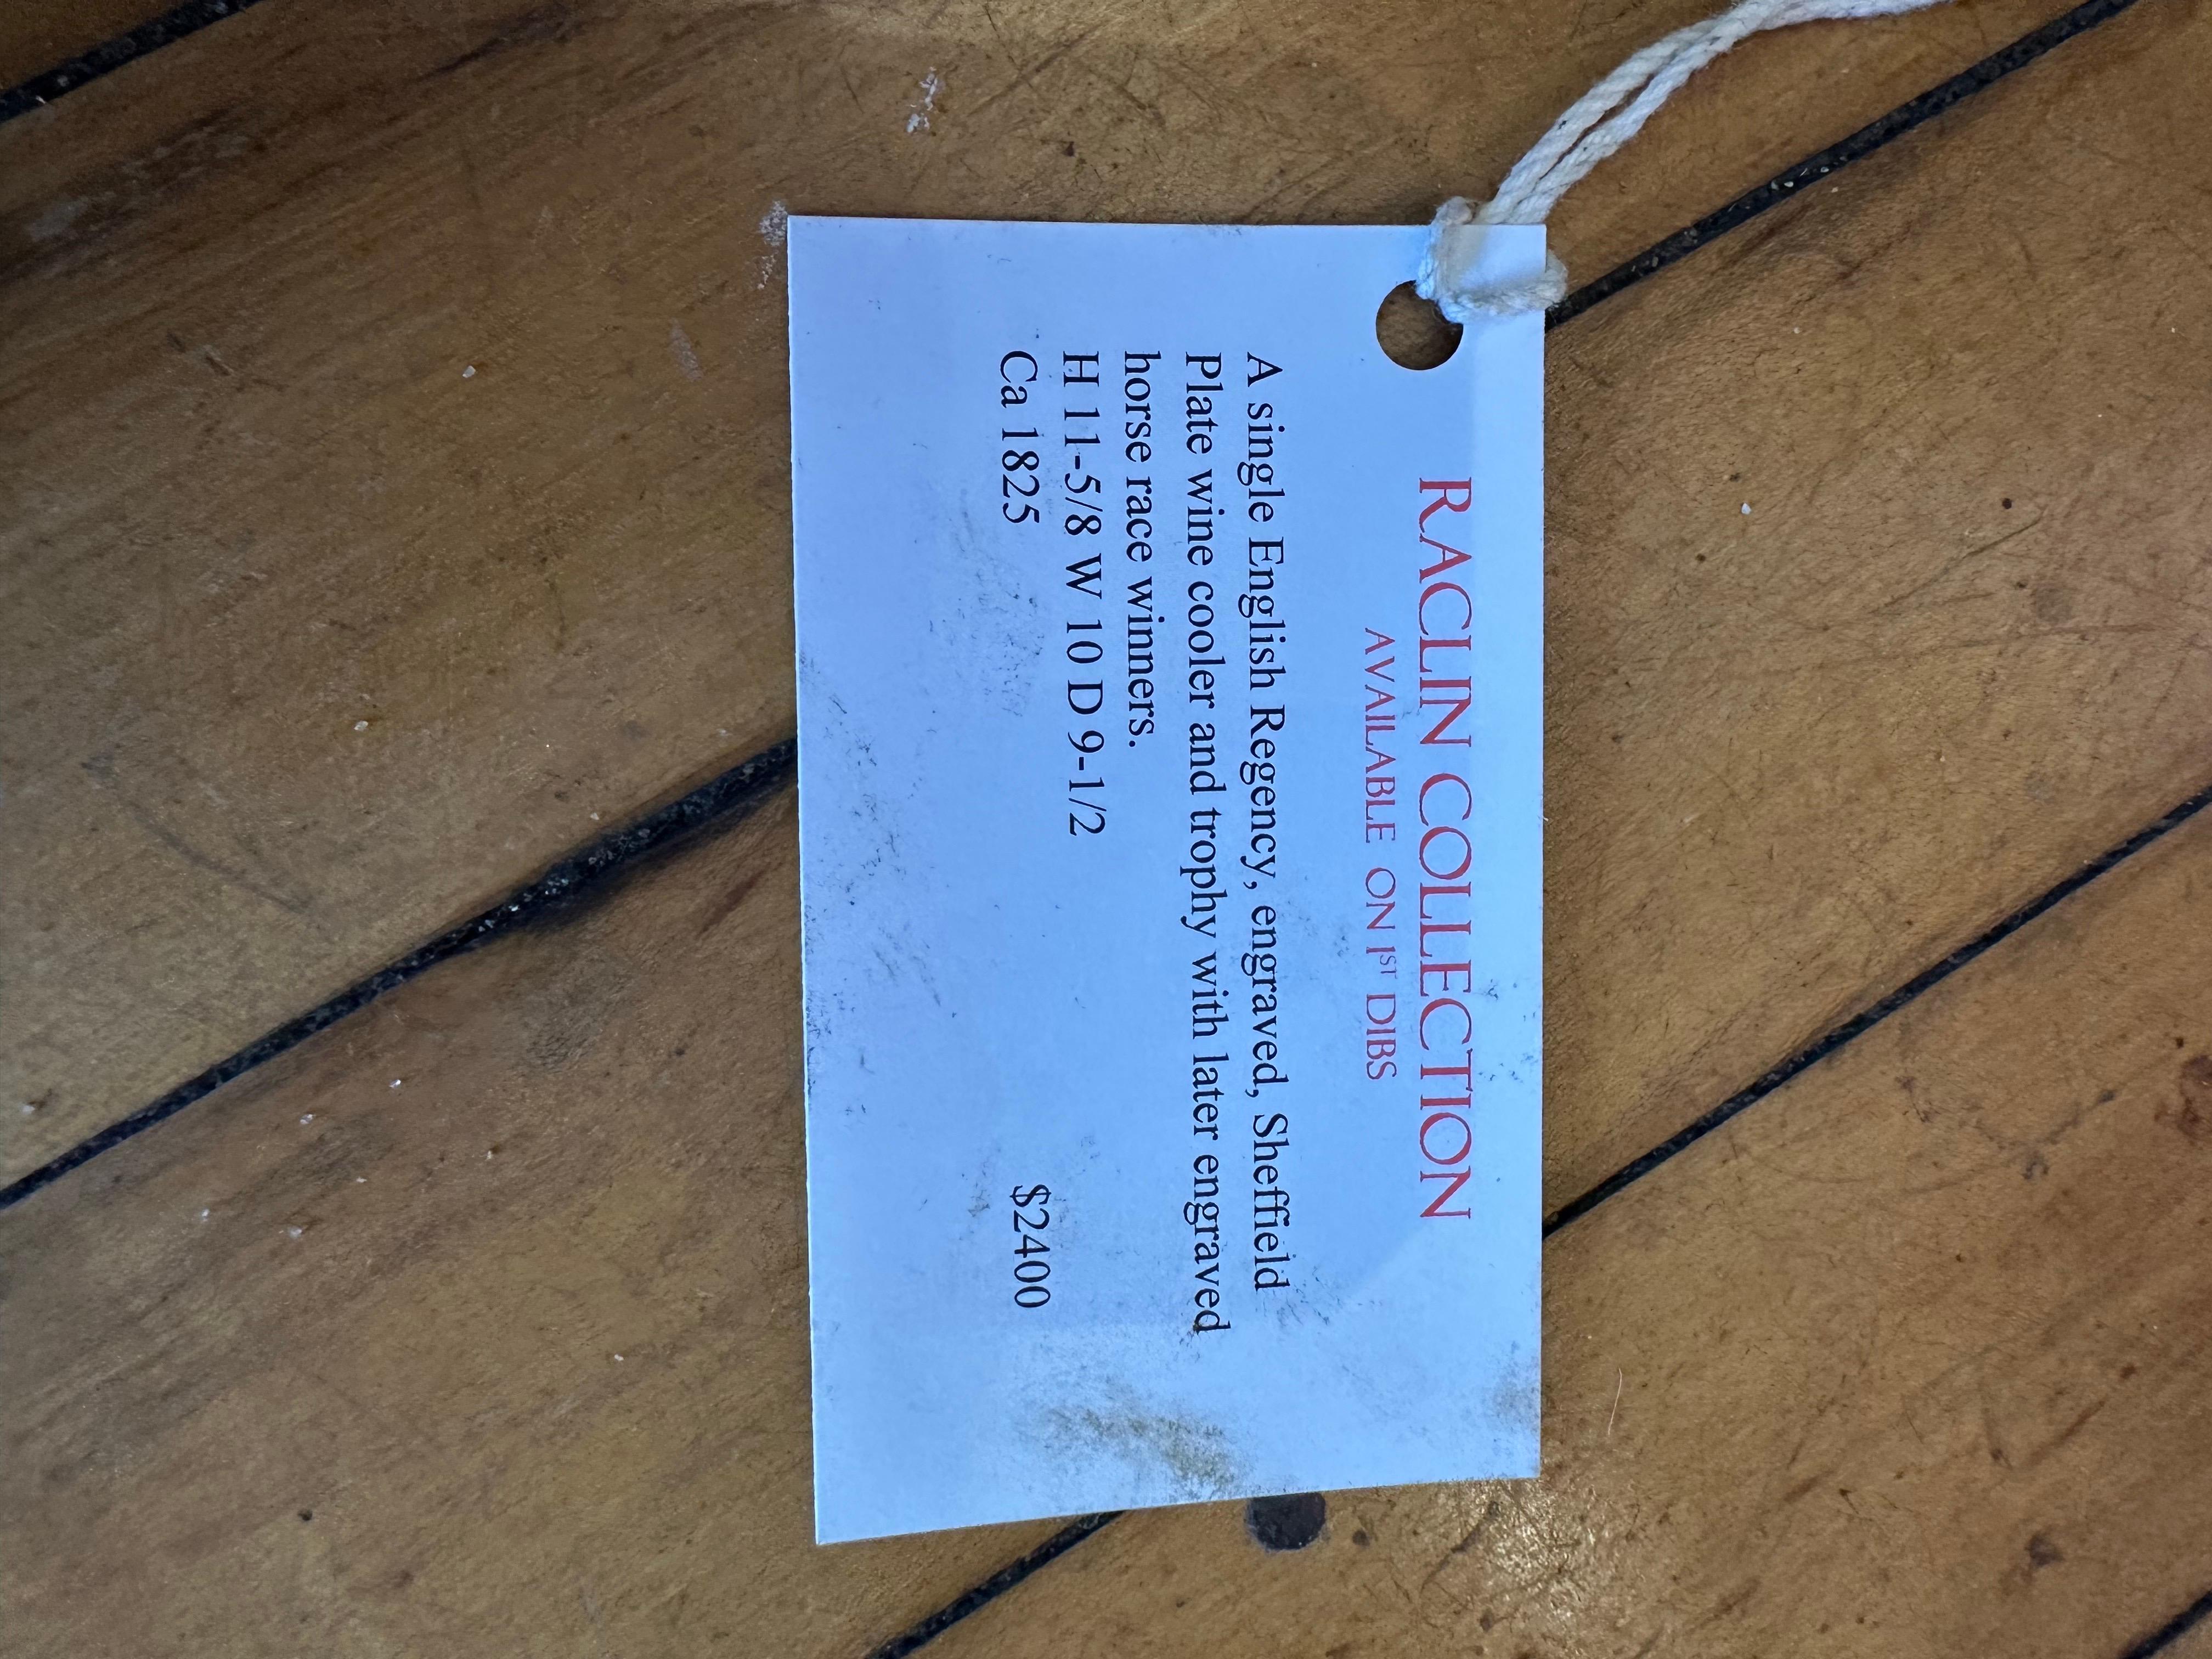 RACLIN COLLECTION
AVAILABLE ON 1ST DIBS
A single English Regency, engraved, Sheffield
Plate wine cooler and trophy with later engraved
horse race winners.
H 11-5/8 W 10 D 9-1/2
Ca 1825 $2400